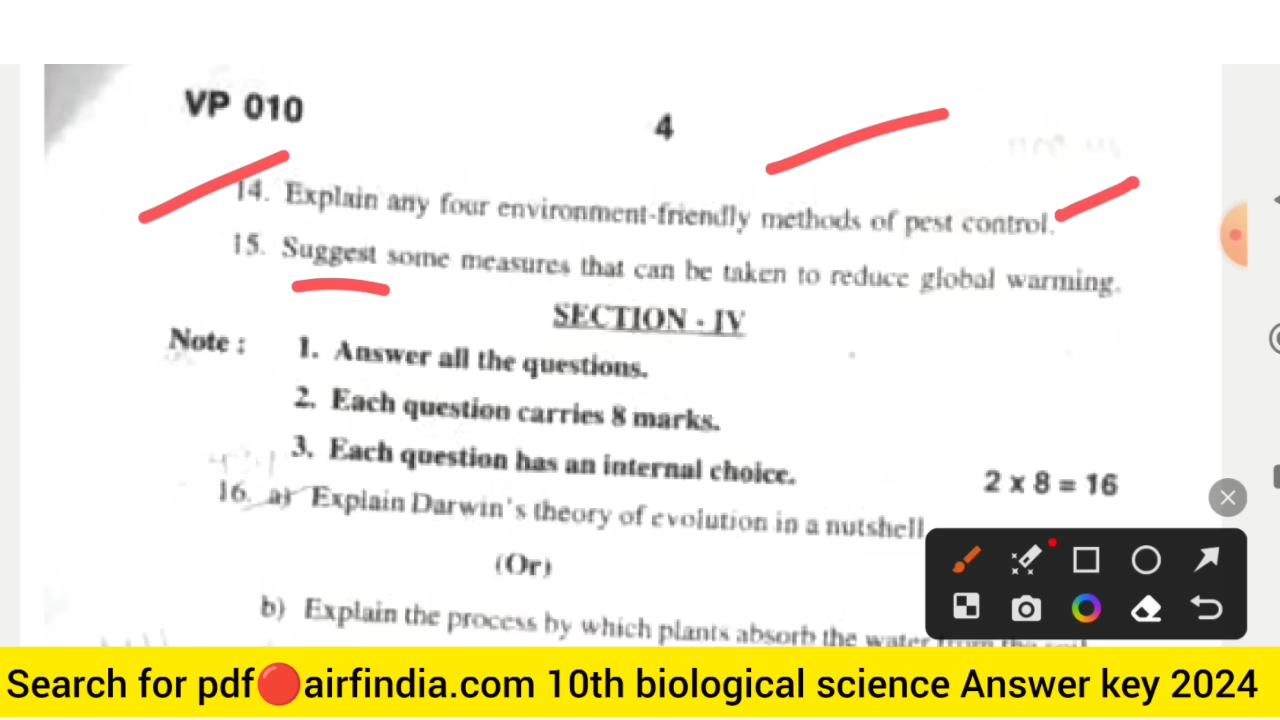 VP 010
4
14. Explain any four environment-friendly methods of pest control.
15. Suggest some measures that can be taken to reduce global warming.
SECTION - IV
Note : 1. Answer all the questions.
2. Each question carries 8 marks.
3. Each question has an internal choice.
2 x 8 = 16
16. a) Explain Darwin's theory of evolution in a nutshell
(Or)
b) Explain the process by which plants absorb the water from the soil
Search for pdf🔴airfindia.com 10th biological science Answer key 2024